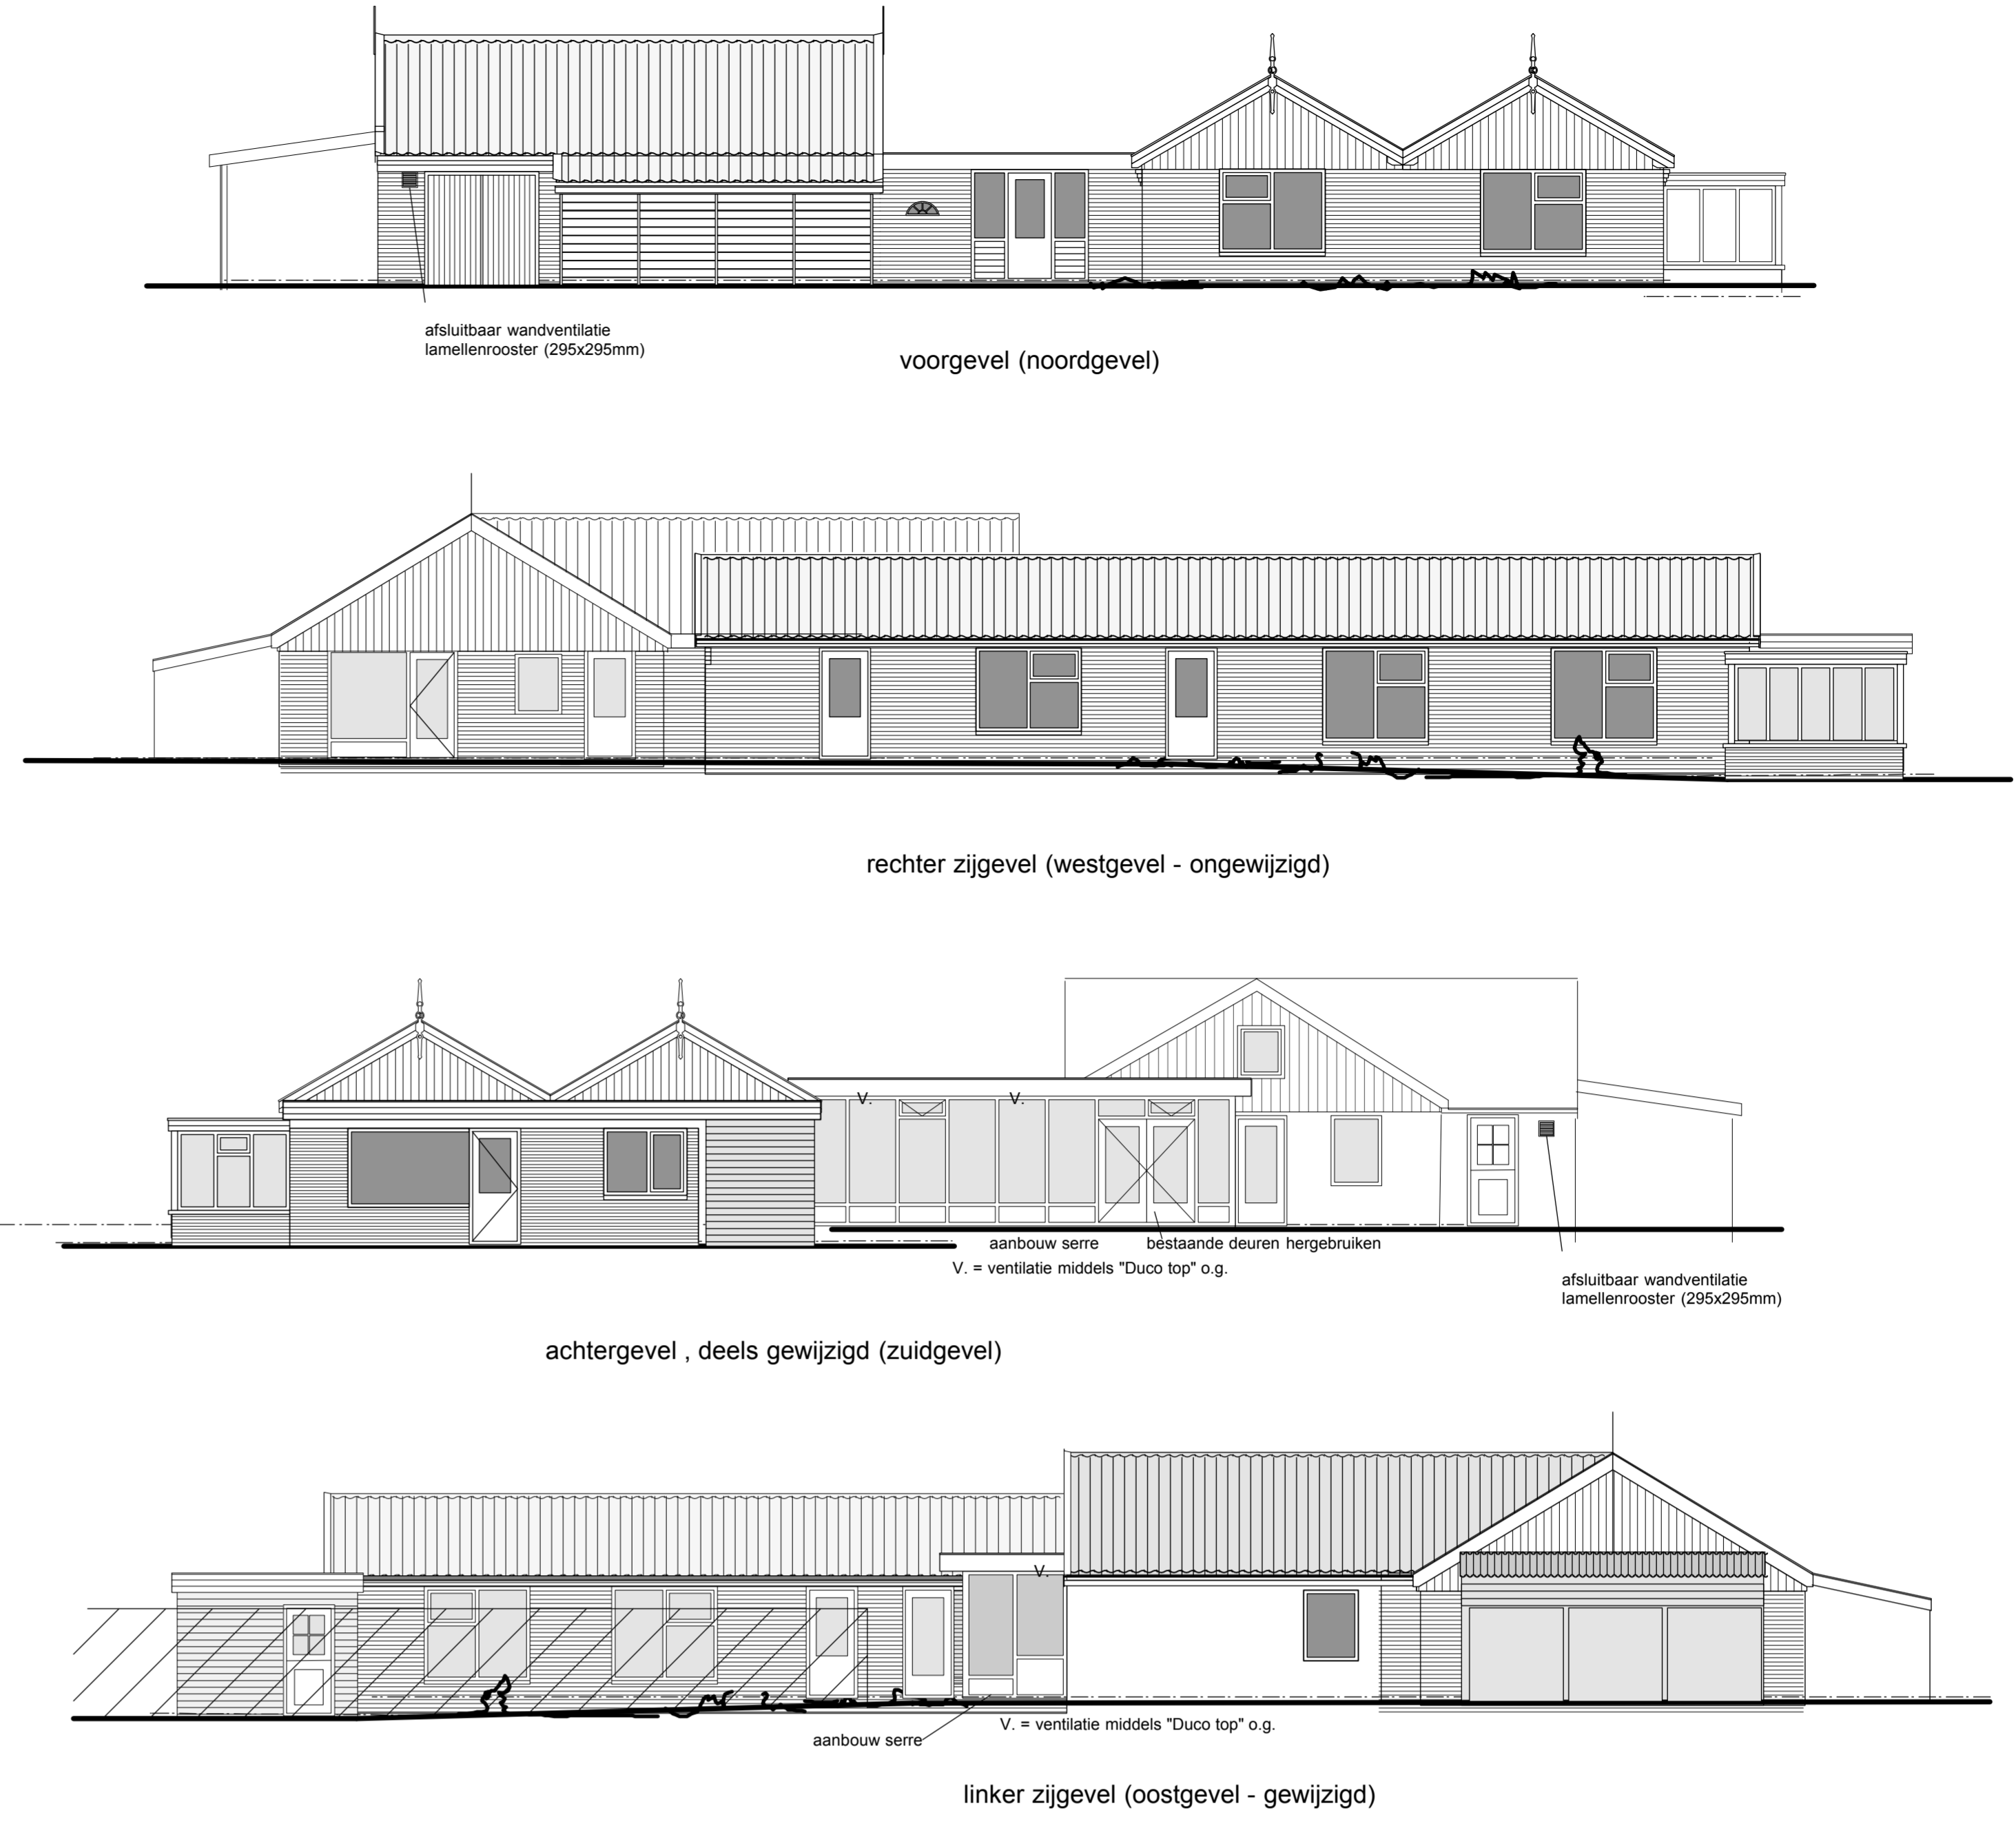 afsluitbaar wandventilatie
lamellenrooster (295x295mm)
voorgevel (noordgevel)
rechter zijgevel (westgevel - ongewijzigd)
V.
V.
aanbouw serre
bestaande deuren hergebruiken
V. = ventilatie middels "Duco top" o.g.
afsluitbaar wandventilatie
lamellenrooster (295x295mm)
achtergevel , deels gewijzigd (zuidgevel)
V.
V. = ventilatie middels "Duco top" o.g.
aanbouw serre
linker zijgevel (oostgevel - gewijzigd)